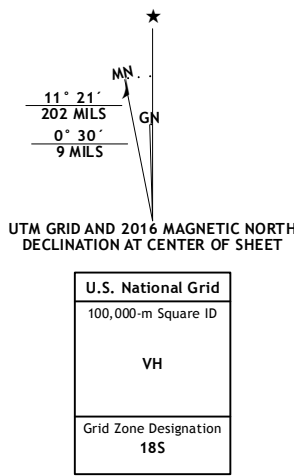 ★
MN
GN
11° 21´
202 MILS
0° 30´
9 MILS
UTM GRID AND 2016 MAGNETIC NORTH
DECLINATION AT CENTER OF SHEET
U.S. National Grid
100,000-m Square ID
VH
Grid Zone Designation
18S